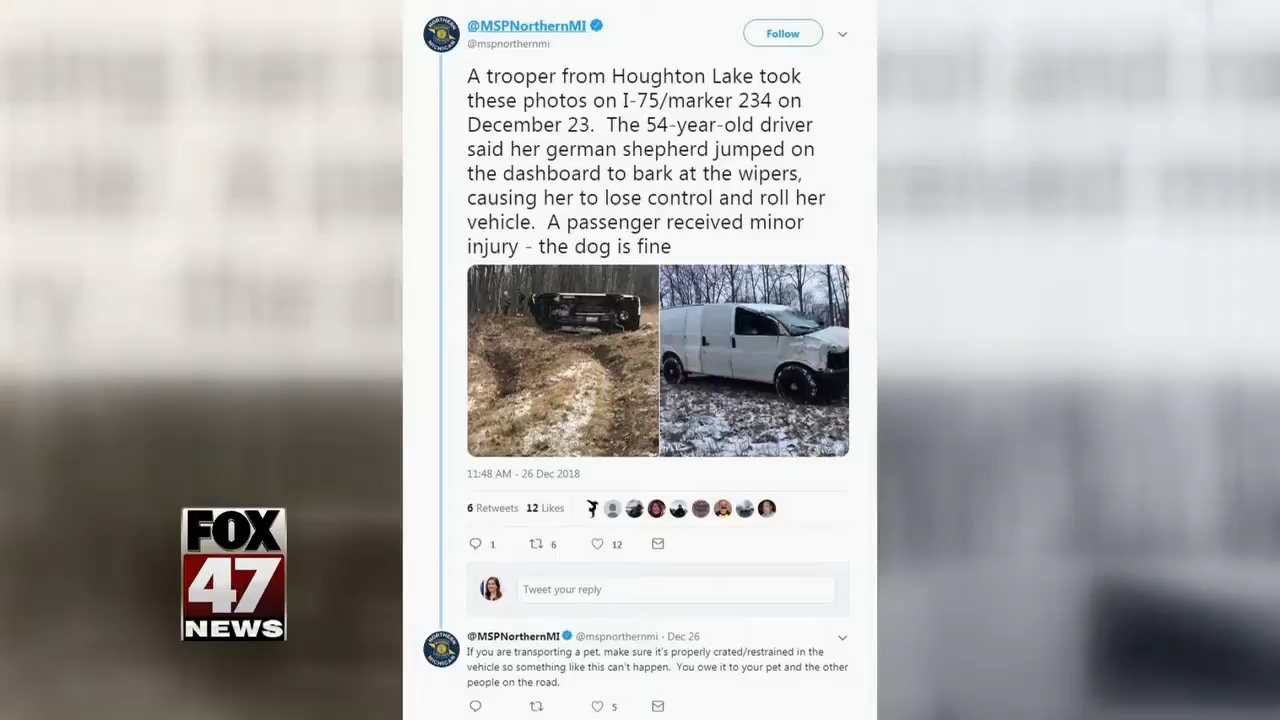 @MSPNorthernMI
Follow
@mspnorthernmi
A trooper from Houghton Lake took
these photos on I-75/marker 234 on
December 23. The 54-year-old driver
said her german shepherd jumped on
the dashboard to bark at the wipers,
causing her to lose control and roll her
vehicle. A passenger received minor
injury - the dog is fine
11:48 AM - 26 Dec 2018
6 Retweets 12 Likes
1 6 12
Tweet your reply
@MSPNorthernMI @mspnorthernmi · Dec 26
If you are transporting a pet, make sure it's properly crated/restrained in the
vehicle so something like this can't happen. You owe it to your pet and the other
people on the road.
5
FOX
47
NEWS